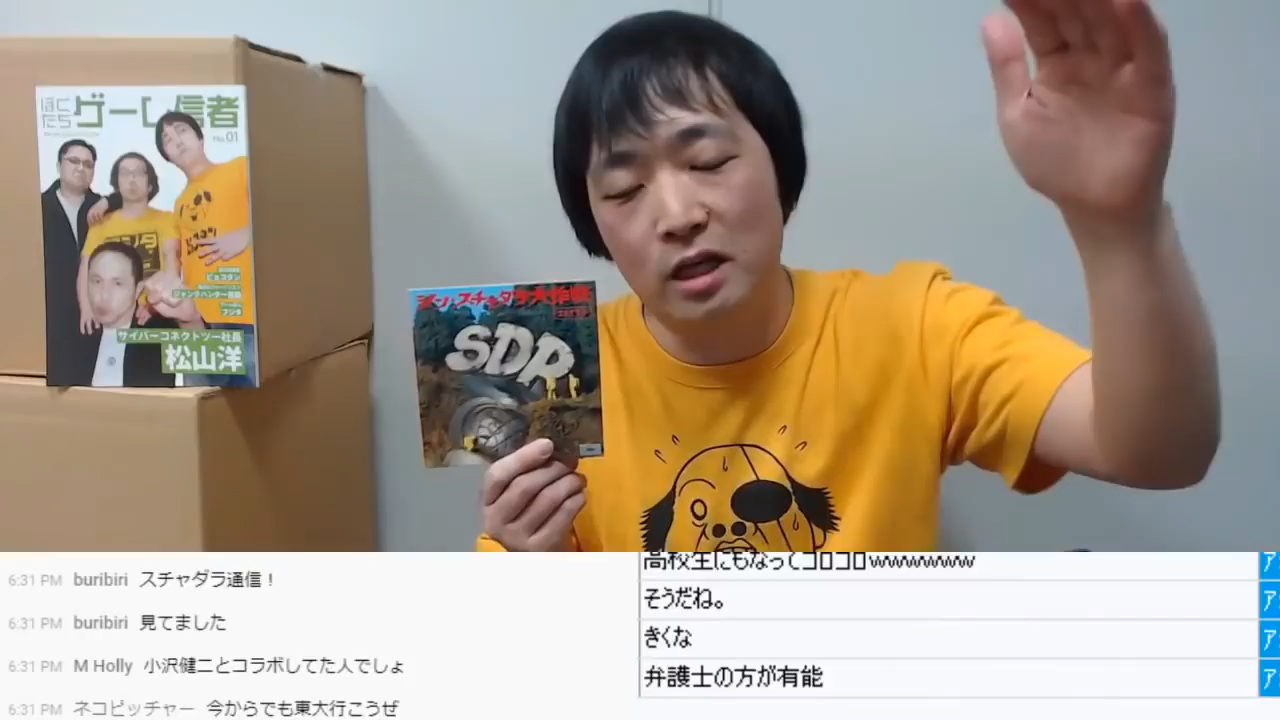 ぼくたち
ゲーム信者
No.01
ピョコタン
ジャンクハンター吉田
フジタ
サイバーコネクトツー社長
松山洋
シン・スチャダラ大作戦
SDP
6:31 PM buribiri スチャダラ通信！
6:31 PM buribiri 見てました
6:31 PM M Holly 小沢健二とコラボしてた人でしょ
6:31 PM ネコピッチャー 今からでも東大行こうぜ
高校生にもなってコロコロwwwwwww
そうだね。
きくな
弁護士の方が有能